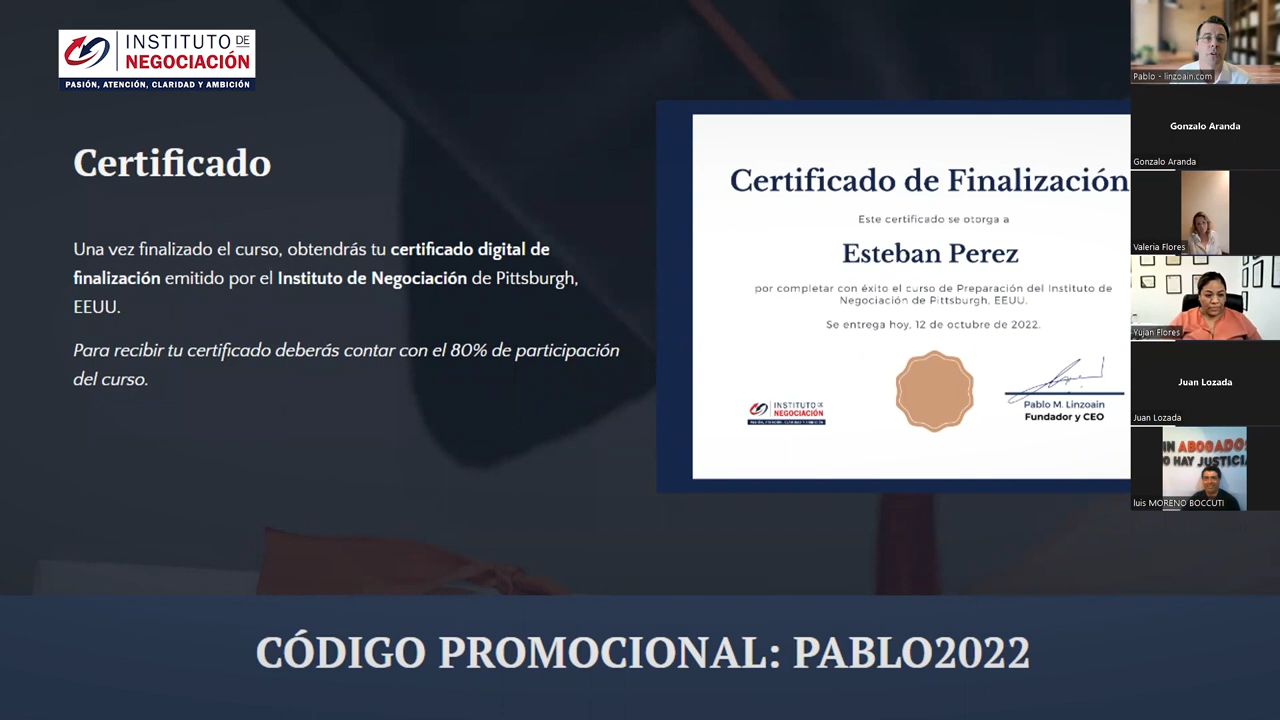 INSTITUTO DE
NEGOCIACIÓN
PASIÓN, ATENCIÓN, CLARIDAD Y AMBICIÓN
Certificado
Una vez finalizado el curso, obtendrás tu certificado digital de
finalización emitido por el Instituto de Negociación de Pittsburgh,
EEUU.
Para recibir tu certificado deberás contar con el 80% de participación
del curso.
Certificado de Finalización
Este certificado se otorga a
Esteban Perez
por completar con éxito el curso de Preparación del Instituto de
Negociación de Pittsburgh, EEUU.
Se entrega hoy, 12 de octubre de 2022.
INSTITUTO DE
NEGOCIACIÓN
PASIÓN, ATENCIÓN, CLARIDAD Y AMBICIÓN
Pablo M. Linzoain
Fundador y CEO
CÓDIGO PROMOCIONAL: PABLO2022
Pablo - linzoain.com
Gonzalo Aranda
Gonzalo Aranda
Valeria Flores
Yujan Flores
Juan Lozada
Juan Lozada
IN ABOGADOS
O HAY JUSTICIA
luis MORENO BOCCUTI